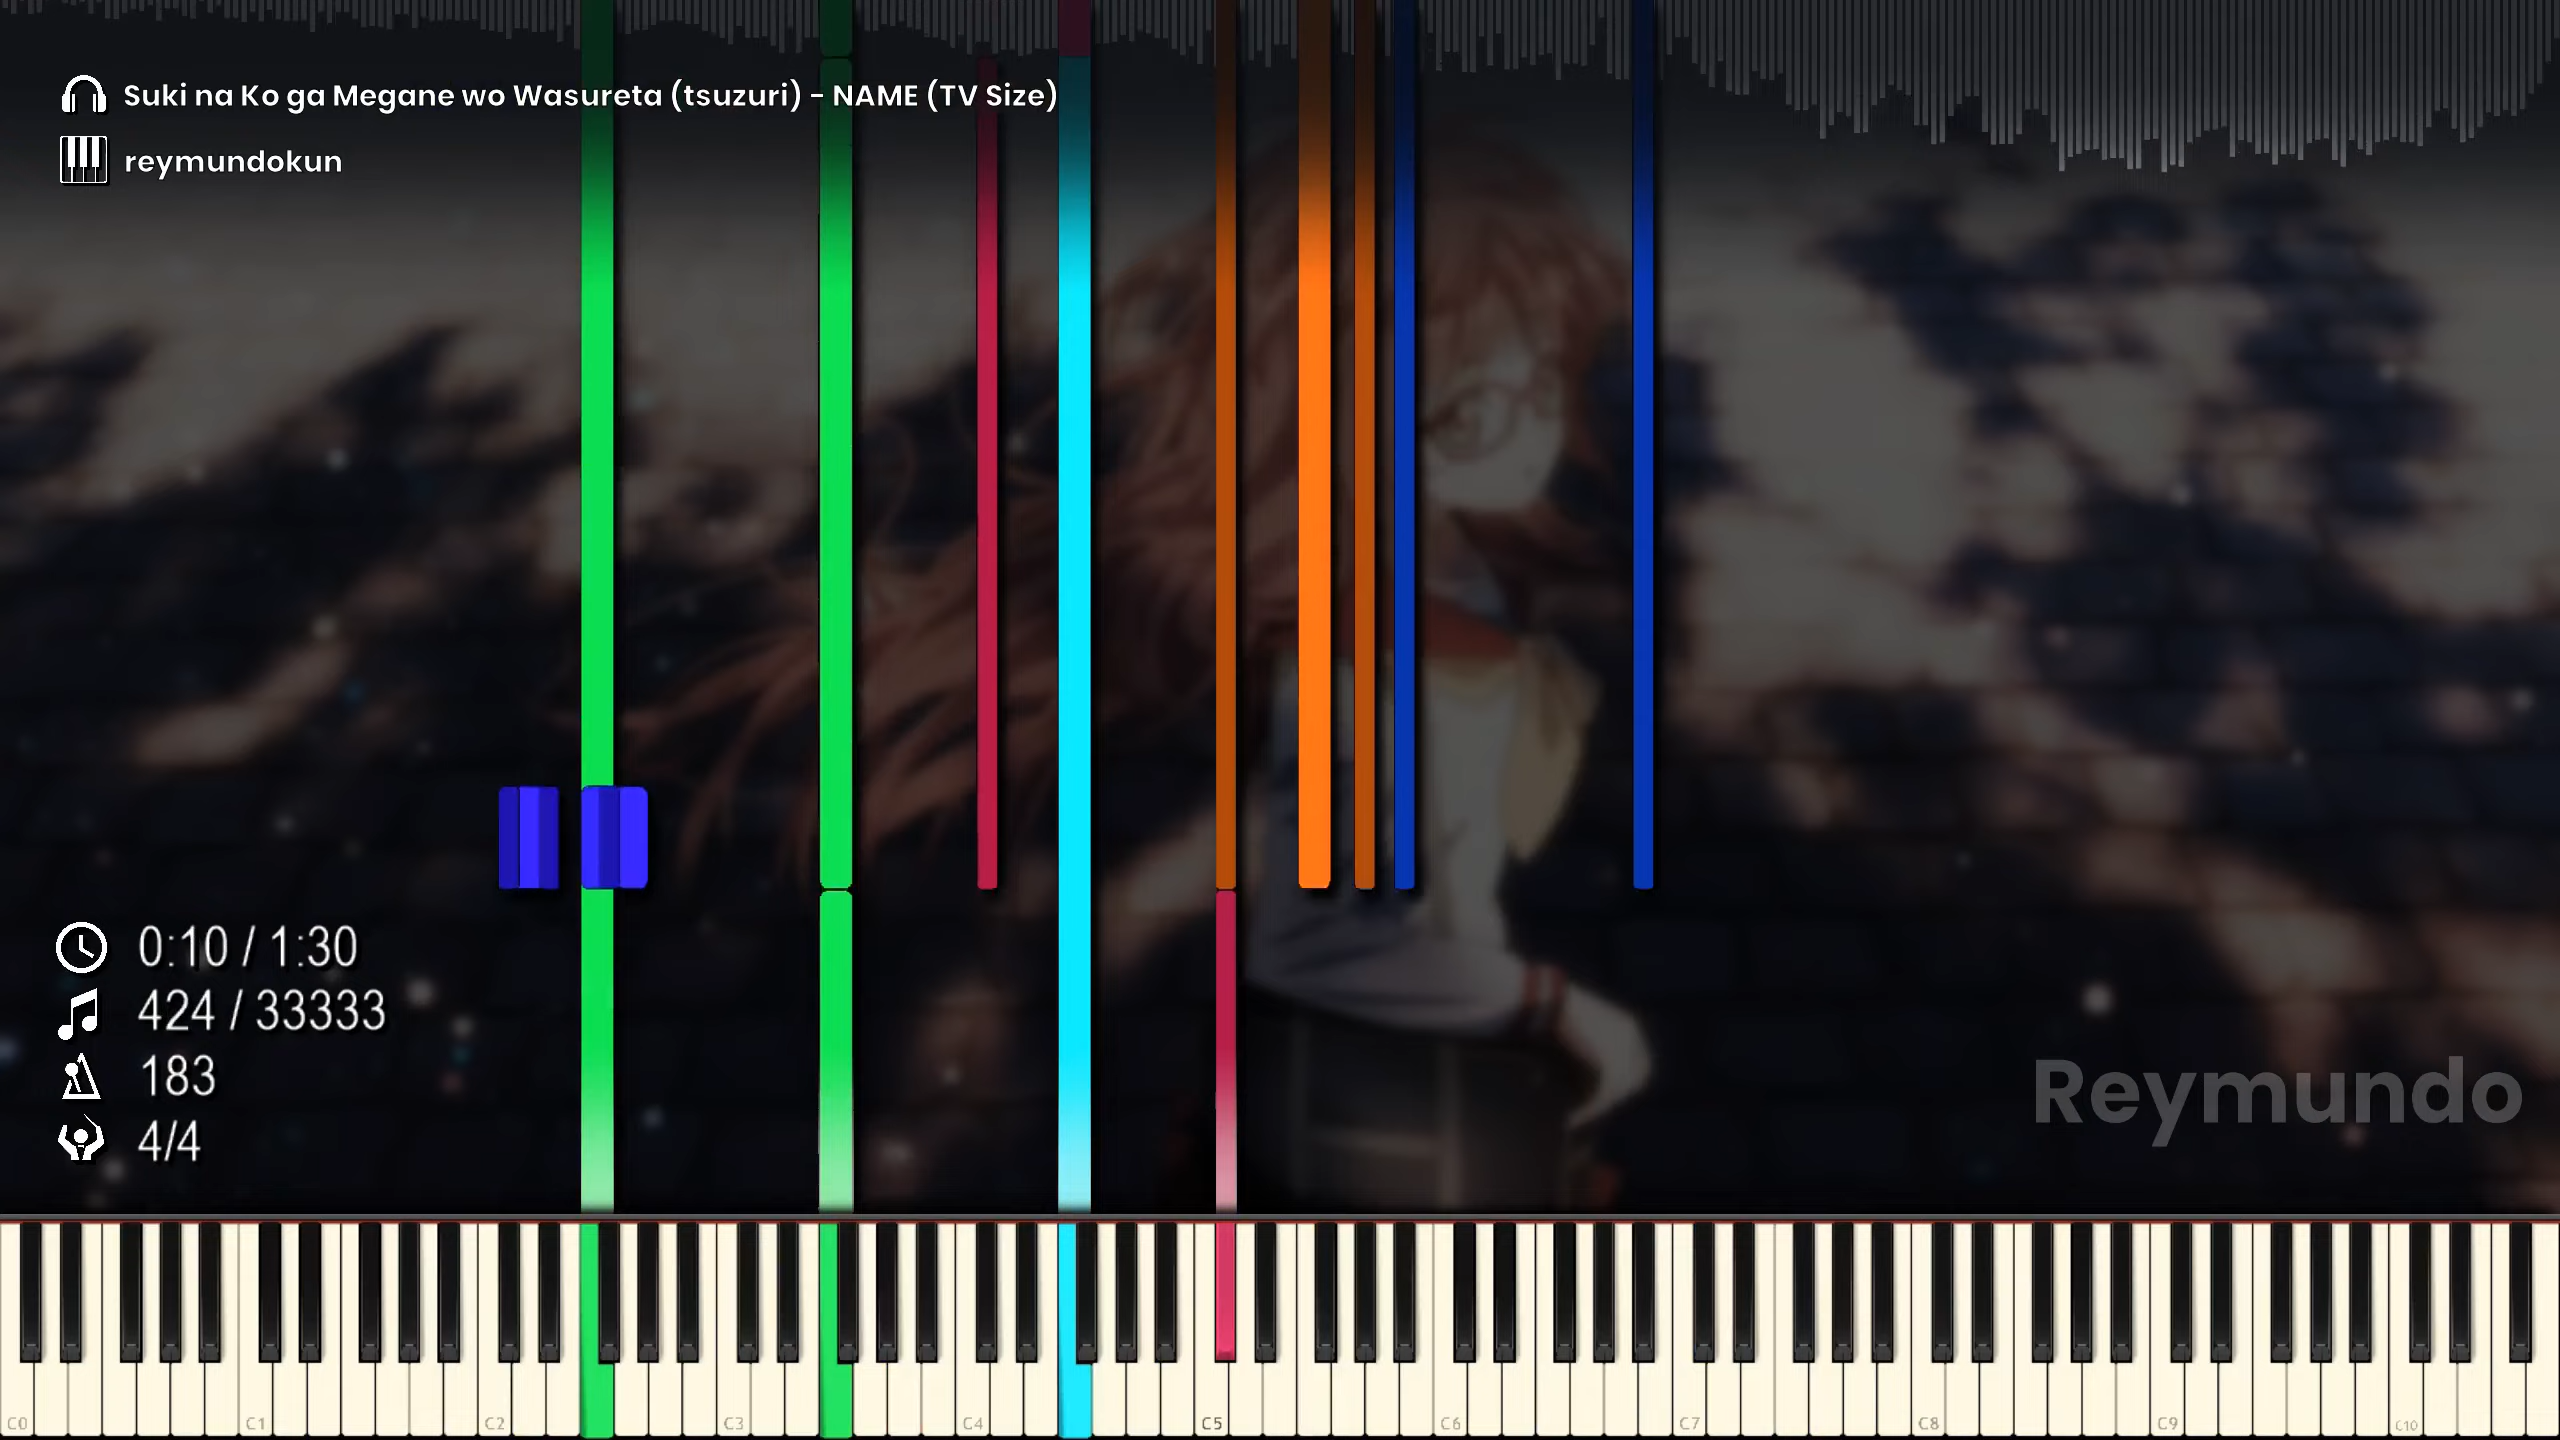 Suki na Ko ga Megane wo Wasureta (tsuzuri) - NAME (TV Size)
reymundokun
0:10 / 1:30
424 / 33333
183
4/4
Reymundo
C0 C1 C2 C3 C4 C5 C6 C7 C8 C9 C10